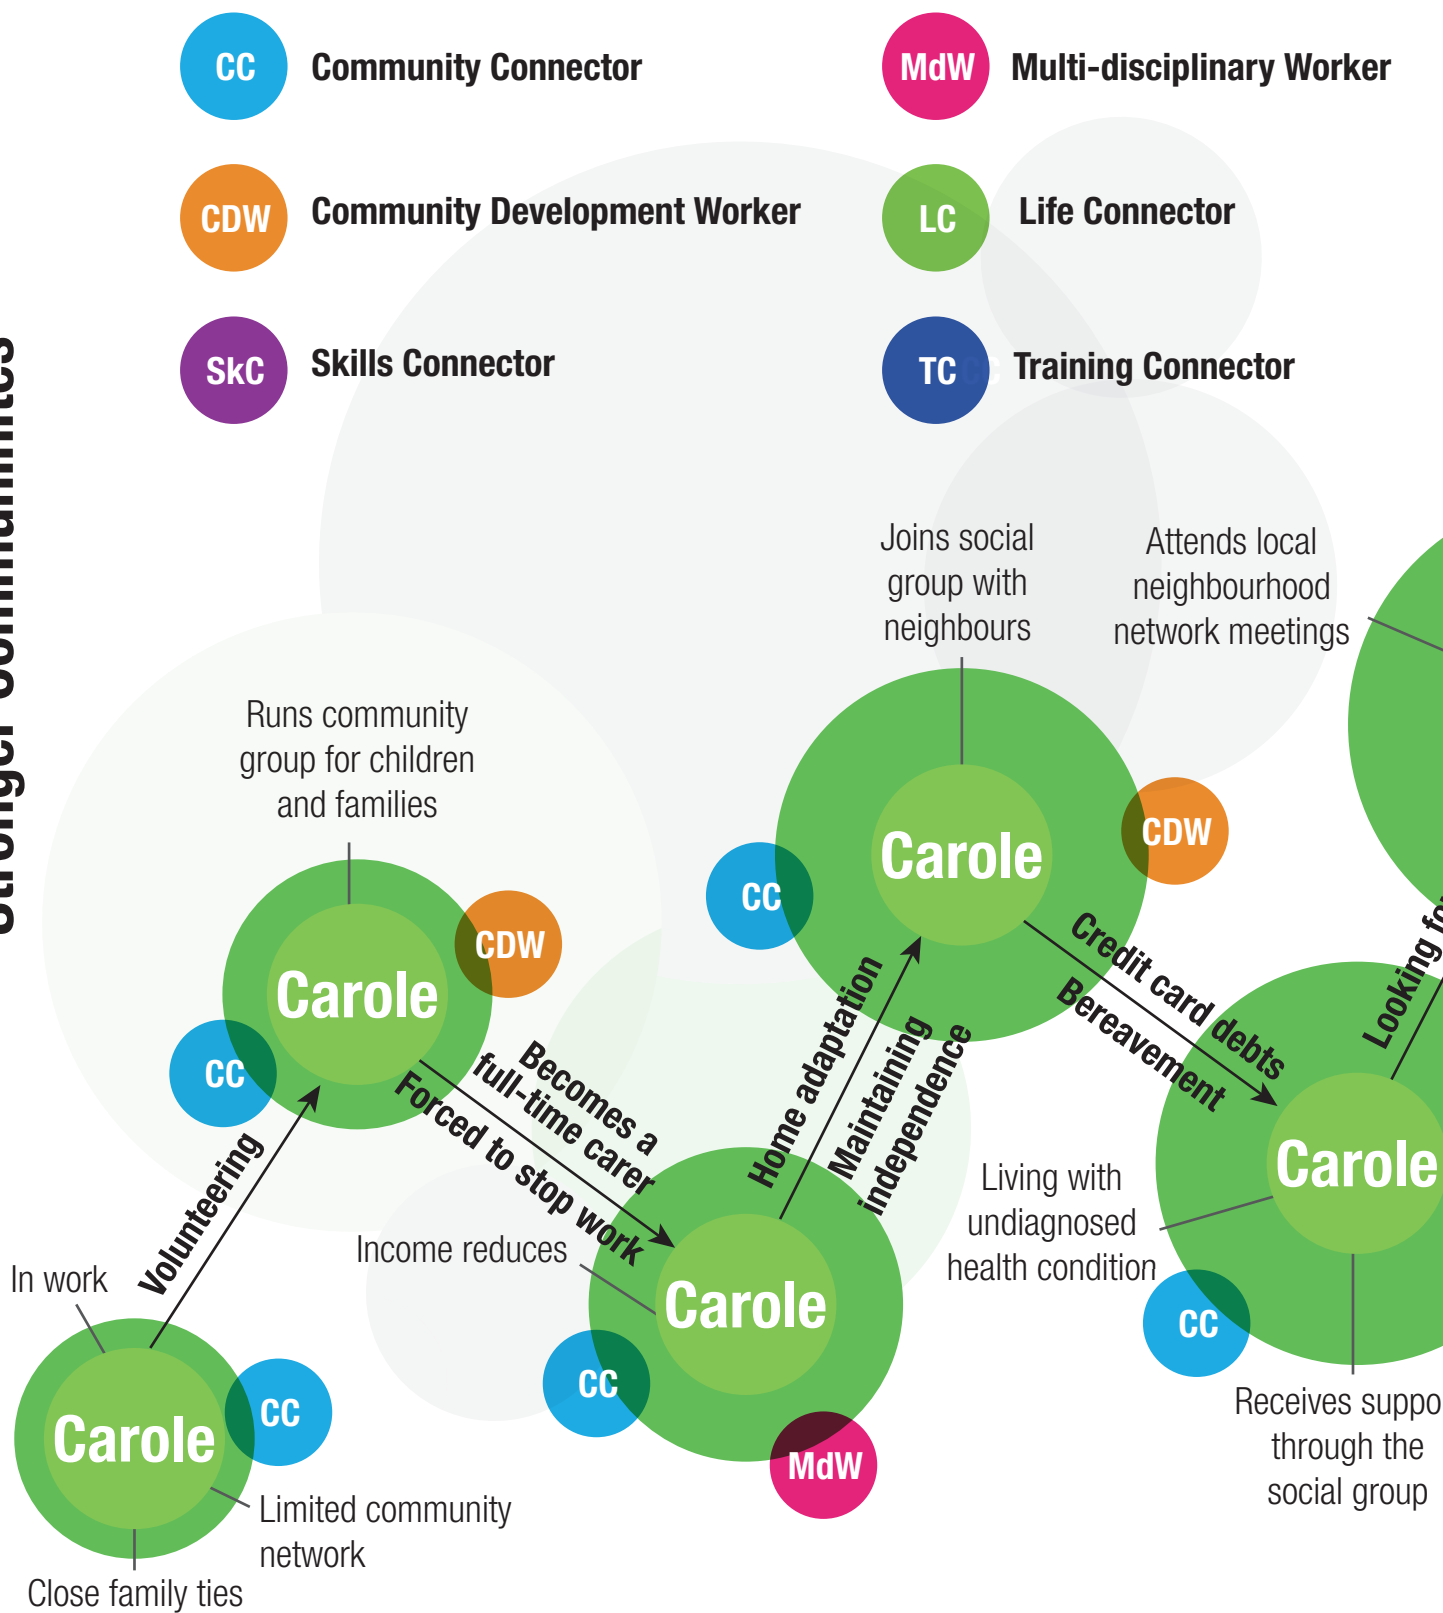 CC Community Connector
MdW Multi-disciplinary Worker
CDW Community Development Worker
LC Life Connector
SkC Skills Connector
TC Training Connector
Joins social
group with
neighbours
Attends local
neighbourhood
network meetings
Runs community
group for children
and families
Carole
CDW
CC
Carole
CDW
CC
Volunteering
Becomes a
full-time carer
Forced to stop work
Home adaptation
Maintaining
independence
Credit card debts
Bereavement
Looking
Living with
undiagnosed
health condition
Carole
CC
Receives
through the
social group
Income reduces
Carole
CC
MdW
In work
Carole
CC
Limited community
network
Close family ties